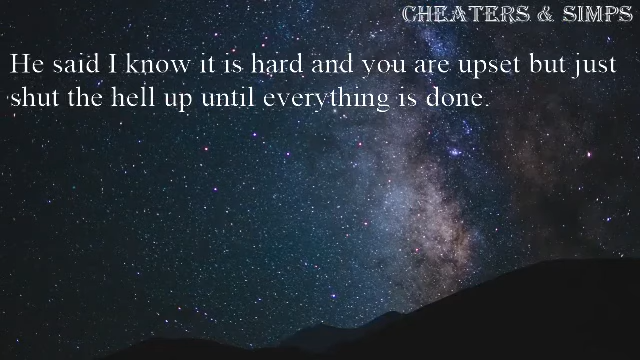 CHEATERS & SIMPS
He said I know it is hard and you are upset but just
shut the hell up until everything is done.